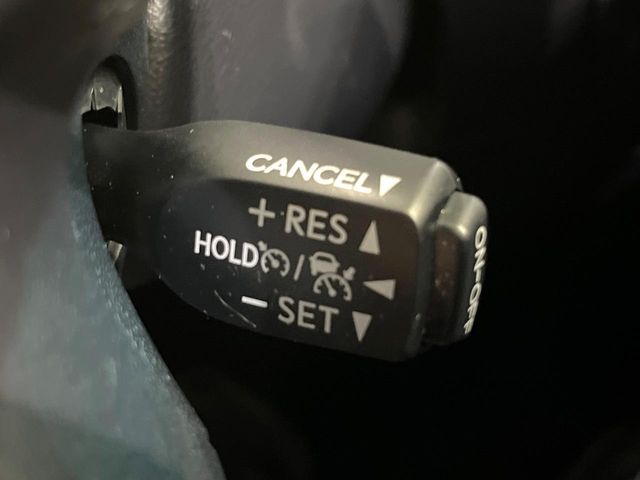 CANCEL▼
+ RES ▲
HOLD / ◀
− SET ▼
ON-OFF